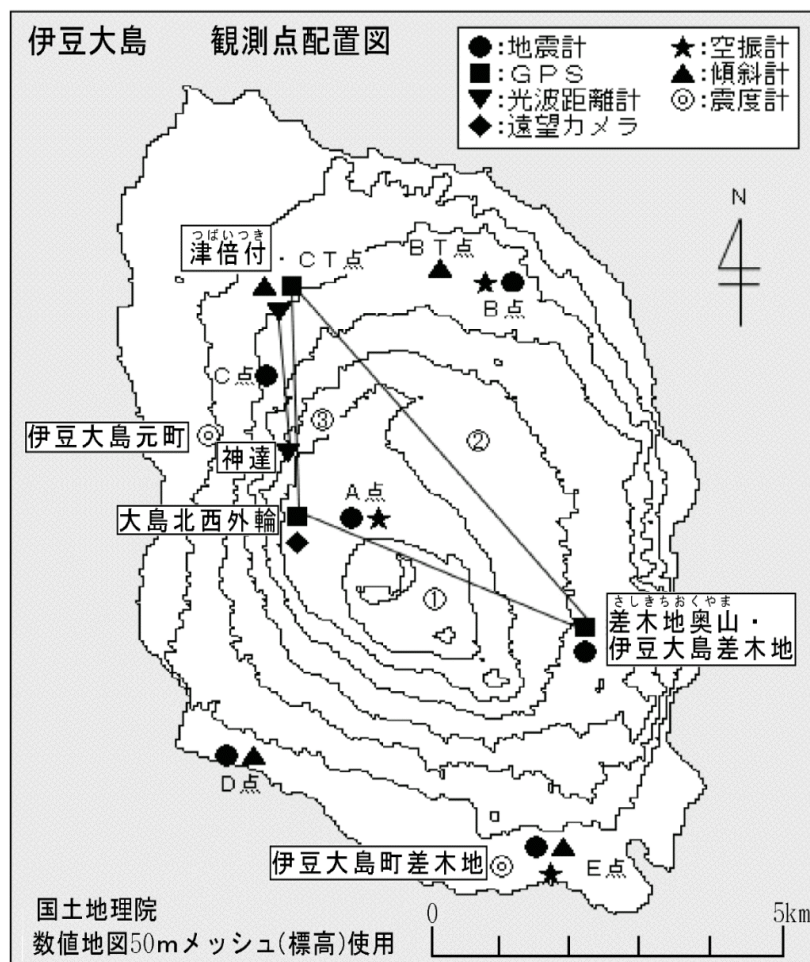 伊豆大島 観測点配置図
●:地震計 ★:空振計
■:GPS ▲:傾斜計
▼:光波距離計 ◎:震度計
◆:遠望カメラ
N
つばいつき
津倍付・CT点
BT点
B点
C点
③
②
伊豆大島元町
神達
A点
大島北西外輪
①
さしきちおくやま
差木地奥山・
伊豆大島差木地
D点
伊豆大島町差木地
E点
国土地理院
数値地図50mメッシュ(標高)使用
0 5km